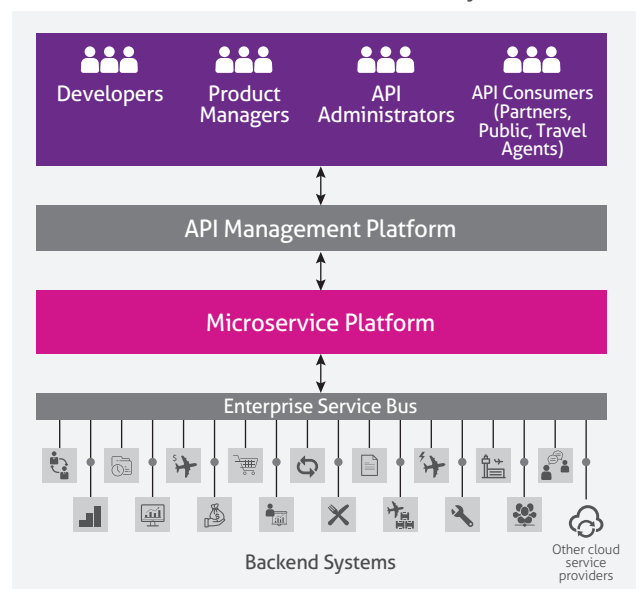 Developers
Product
Managers
API
Administrators
API Consumers
(Partners,
Public, Travel
Agents)
API Management Platform
Microservice Platform
Enterprise Service Bus
$
Backend Systems
Other cloud
service
providers